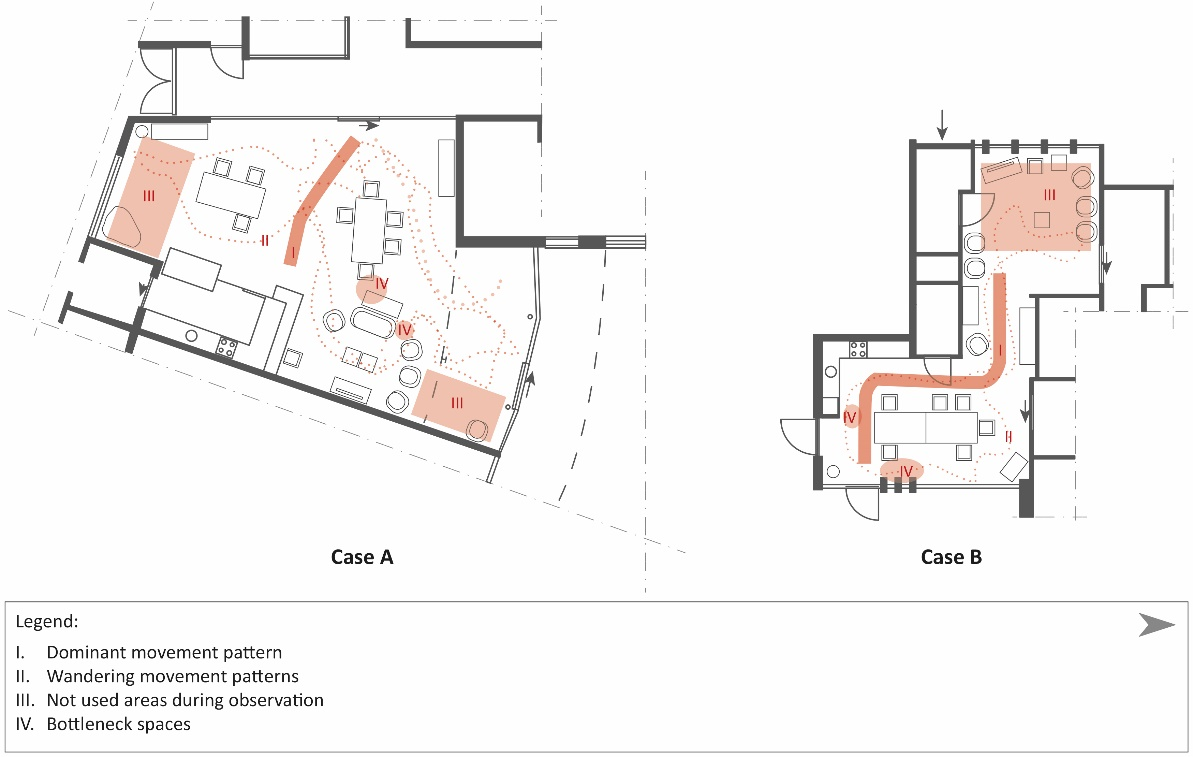 III
II
I
IV
IV
III
Case A
III
I
IV
II
IV
Case B
Legend:
I. Dominant movement pattern
II. Wandering movement patterns
III. Not used areas during observation
IV. Bottleneck spaces